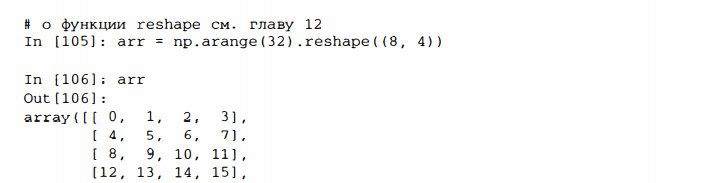 # о функции reshape см. главу 12
In [105]: arr = np.arange(32).reshape((8, 4))
In [106]: arr
Out[106]:
array([[ 0, 1, 2, 3],
[ 4, 5, 6, 7],
[ 8, 9, 10, 11],
[12, 13, 14, 15],